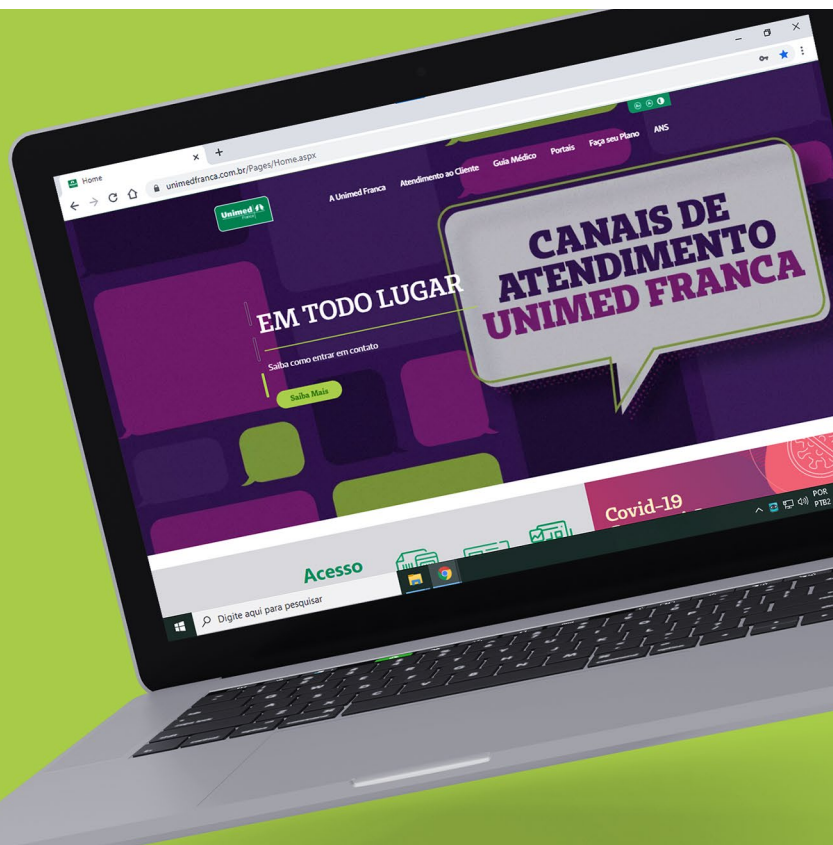 Home
unimedfranca.com.br/Pages/Home.aspx
Unimed
A Unimed Franca
Atendimento ao Cliente
Guia Médico
Portais
Faça seu Plano
ANS
EM TODO LUGAR
Saiba como entrar em contato
Saiba Mais
CANAIS DE
ATENDIMENTO
UNIMED FRANCA
Acesso
Covid-19
Digite aqui para pesquisar
POR
PTB2